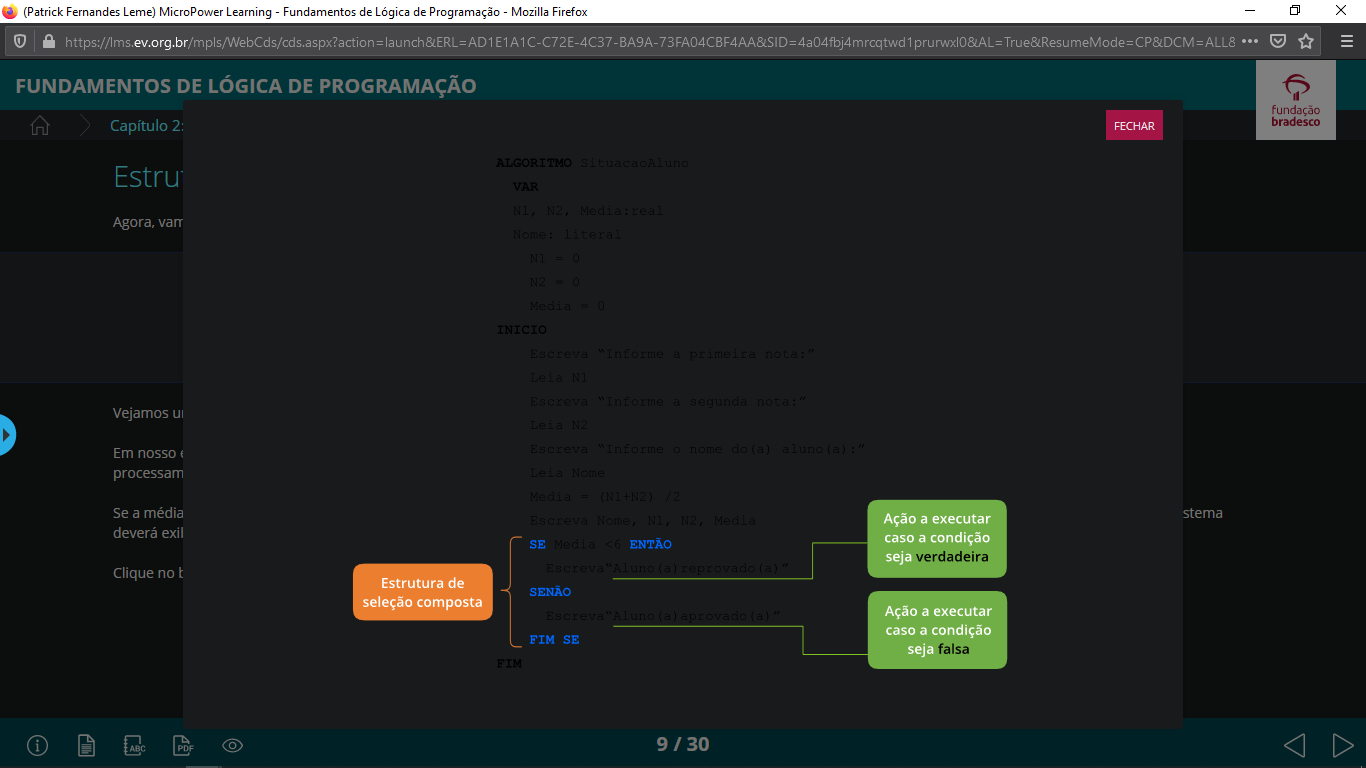 (Patrick Fernandes Leme) MicroPower Learning - Fundamentos de Lógica de Programação - Mozilla Firefox
https://lms.ev.org.br/mpls/WebCds/cds.aspx?action=launch&ERL=AD1E1A1C-C72E-4C37-BA9A-73FA04CBF4AA&SID=4a04fbj4mrcqtwd1prurwxl0&AL=True&ResumeMode=CP&DCM=ALL&
FUNDAMENTOS DE LÓGICA DE PROGRAMAÇÃO
fundação
bradesco
Capítulo 2:
FECHAR
Estrut
Agora, vam
ALGORITMO SituacaoAluno
VAR
N1, N2, Media:real
Nome: literal
N1 = 0
N2 = 0
Media = 0
INICIO
Escreva “Informe a primeira nota:”
Leia N1
Escreva “Informe a segunda nota:”
Leia N2
Escreva “Informe o nome do(a) aluno(a):”
Leia Nome
Media = (N1+N2) /2
Escreva Nome, N1, N2, Media
SE Media <6 ENTÃO
Escreva“Aluno(a)reprovado(a)”
SENÃO
Escreva“Aluno(a)aprovado(a)”
FIM SE
FIM
Estrutura de
seleção composta
Ação a executar
caso a condição
seja verdadeira
Ação a executar
caso a condição
seja falsa
Vejamos u
Em nosso e
processam
Se a média
stema
deverá exib
Clique no b
ABC
PDF
9 / 30